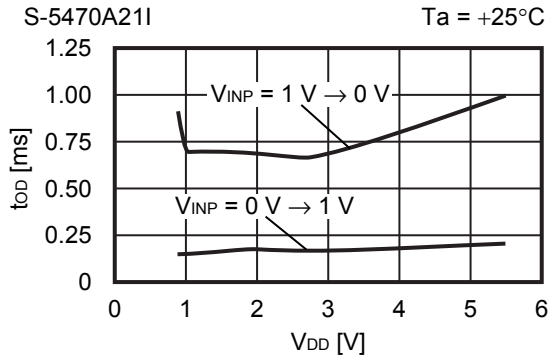 S-5470A21I
Ta = +25°C
1.25
1.00
0.75
0.50
0.25
0
tOD [ms]
VINP = 1 V → 0 V
VINP = 0 V → 1 V
0 1 2 3 4 5 6
VDD [V]